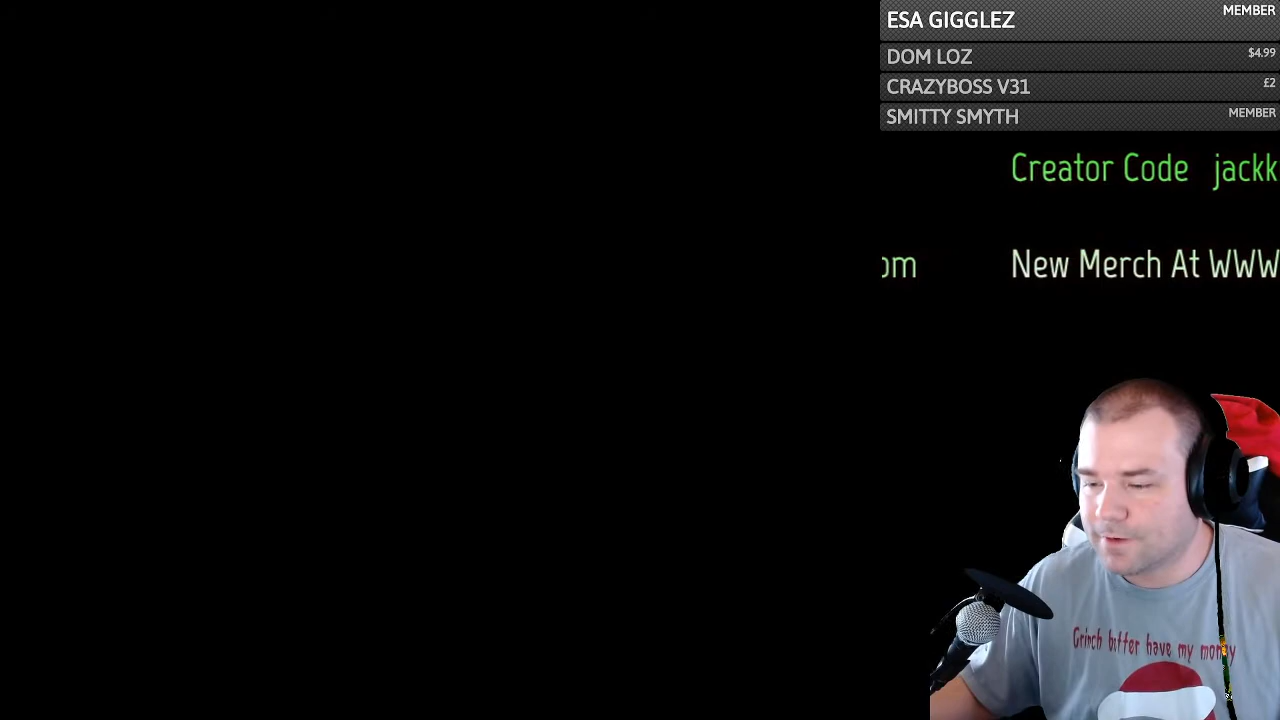 ESA GIGGLEZ MEMBER
DOM LOZ $4.99
CRAZYBOSS V31 £2
SMITTY SMYTH MEMBER
Creator Code jackk
om New Merch At WWW
Grinch better have my money